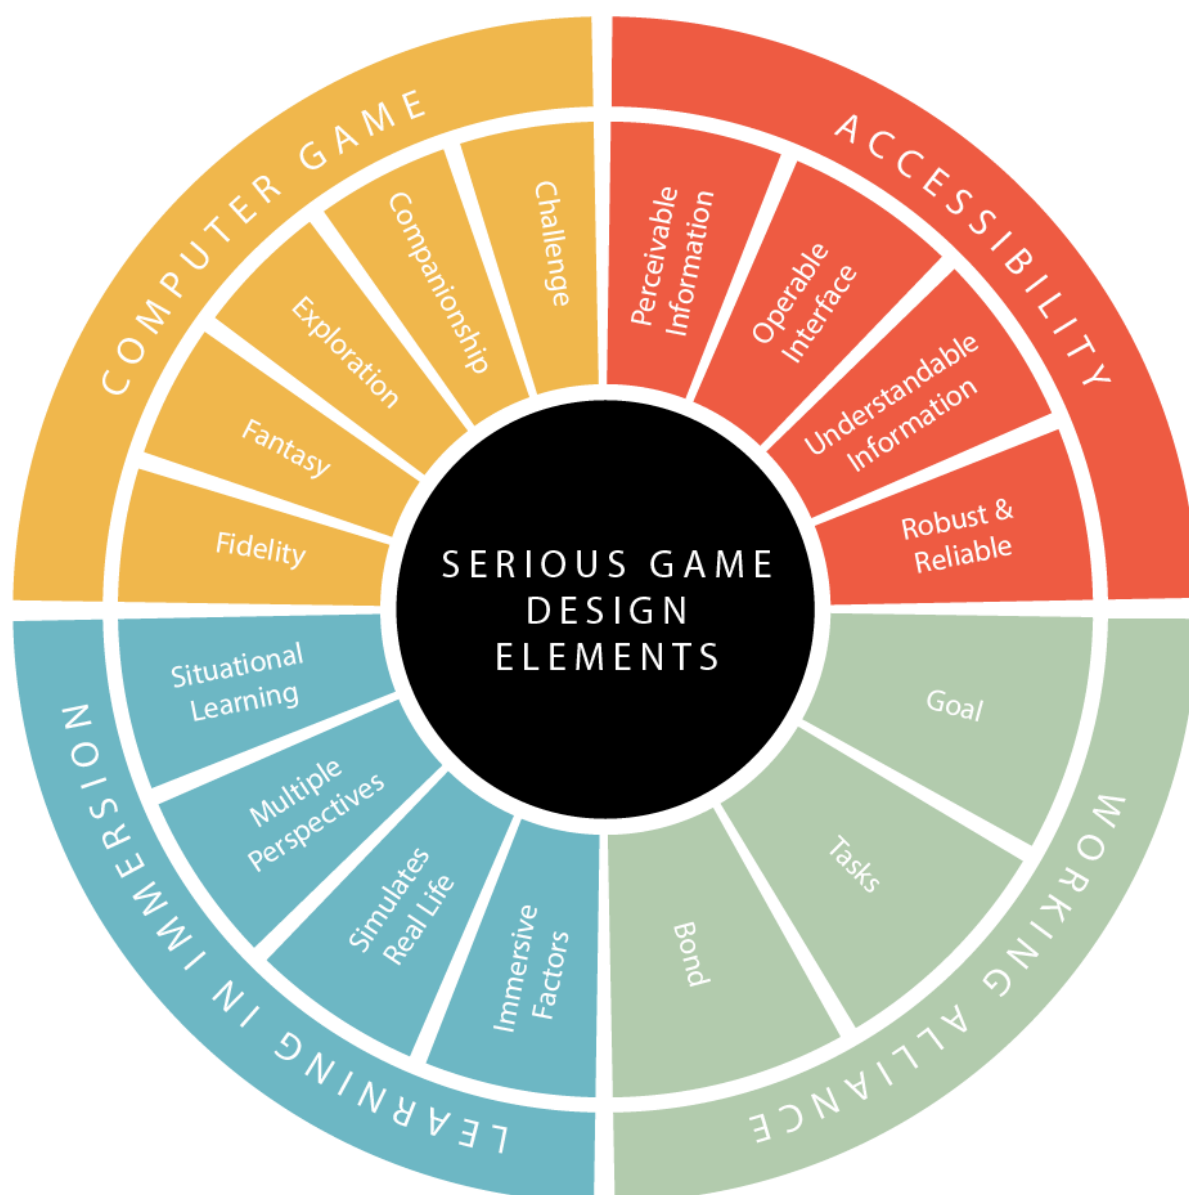 SERIOUS GAME
DESIGN
ELEMENTS
COMPUTER GAME
Fidelity
Fantasy
Exploration
Companionship
Challenge
ACCESSIBILITY
Perceivable
Information
Operable
Interface
Understandable
Information
Robust &
Reliable
WORKING ALLIANCE
Goal
Tasks
Bond
LEARNING IN IMMERSION
Immersive
Factors
Simulates
Real Life
Multiple
Perspectives
Situational
Learning